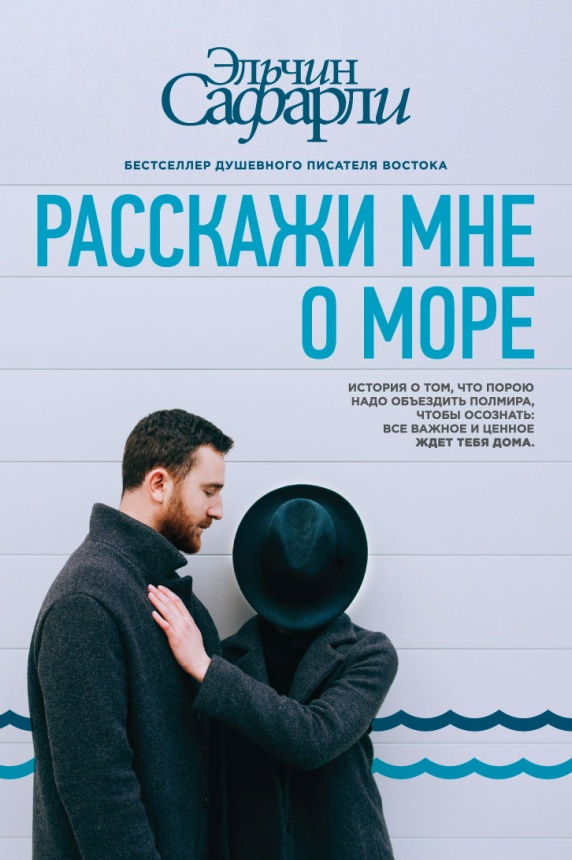 Эльчин
Сафарли
БЕСТСЕЛЛЕР ДУШЕВНОГО ПИСАТЕЛЯ ВОСТОКА
РАССКАЖИ МНЕ
О МОРЕ
ИСТОРИЯ О ТОМ, ЧТО ПОРОЮ
НАДО ОБЪЕЗДИТЬ ПОЛМИРА,
ЧТОБЫ ОСОЗНАТЬ:
ВСЕ ВАЖНОЕ И ЦЕННОЕ
ЖДЕТ ТЕБЯ ДОМА.